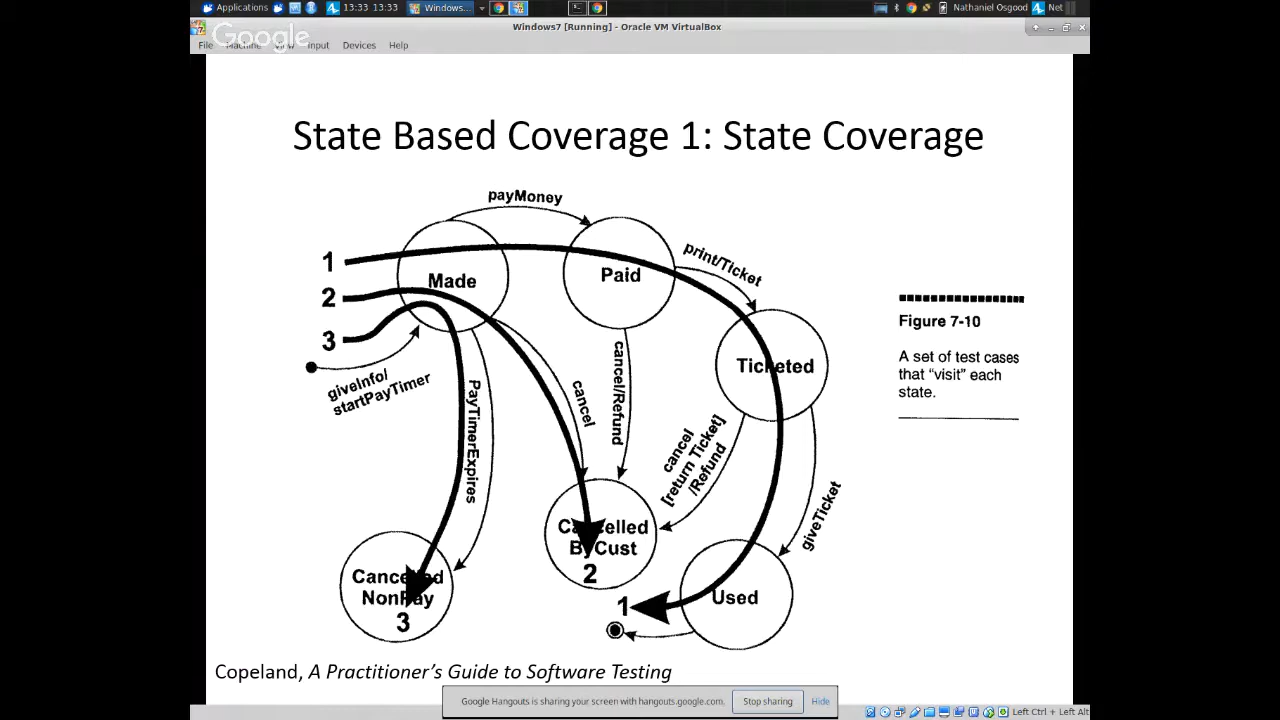 Applications
13:33 13:33
Windows...
Nathaniel Osgood
Net
Windows7 [Running] - Oracle VM VirtualBox
Google
File Machine View Input Devices Help
State Based Coverage 1: State Coverage
payMoney
1
2
3
Made
Paid
print/Ticket
Ticketed
giveInfo/
startPayTimer
PayTimerExpires
cancel
cancel/Refund
cancel
[return Ticket]
/Refund
giveTicket
Cancelled
NonPay
3
Cancelled
ByCust
2
1
Used
Figure 7-10
A set of test cases
that “visit” each
state.
Copeland, A Practitioner’s Guide to Software Testing
Google Hangouts is sharing your screen with hangouts.google.com.
Stop sharing
Hide
Left Ctrl + Left Alt